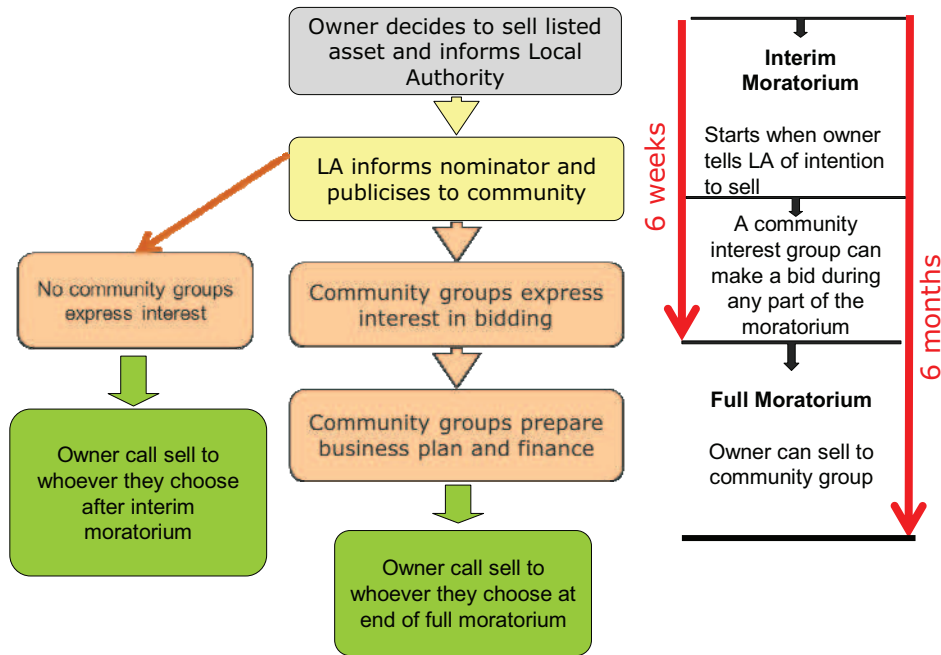 Owner decides to sell listed
asset and informs Local
Authority
LA informs nominator and
publicises to community
No community groups
express interest
Community groups express
interest in bidding
Community groups prepare
business plan and finance
Owner call sell to
whoever they choose
after interim
moratorium
Owner call sell to
whoever they choose at
end of full moratorium
6 weeks
Interim
Moratorium
Starts when owner
tells LA of intention
to sell
A community
interest group can
make a bid during
any part of the
moratorium
Full Moratorium
Owner can sell to
community group
6 months